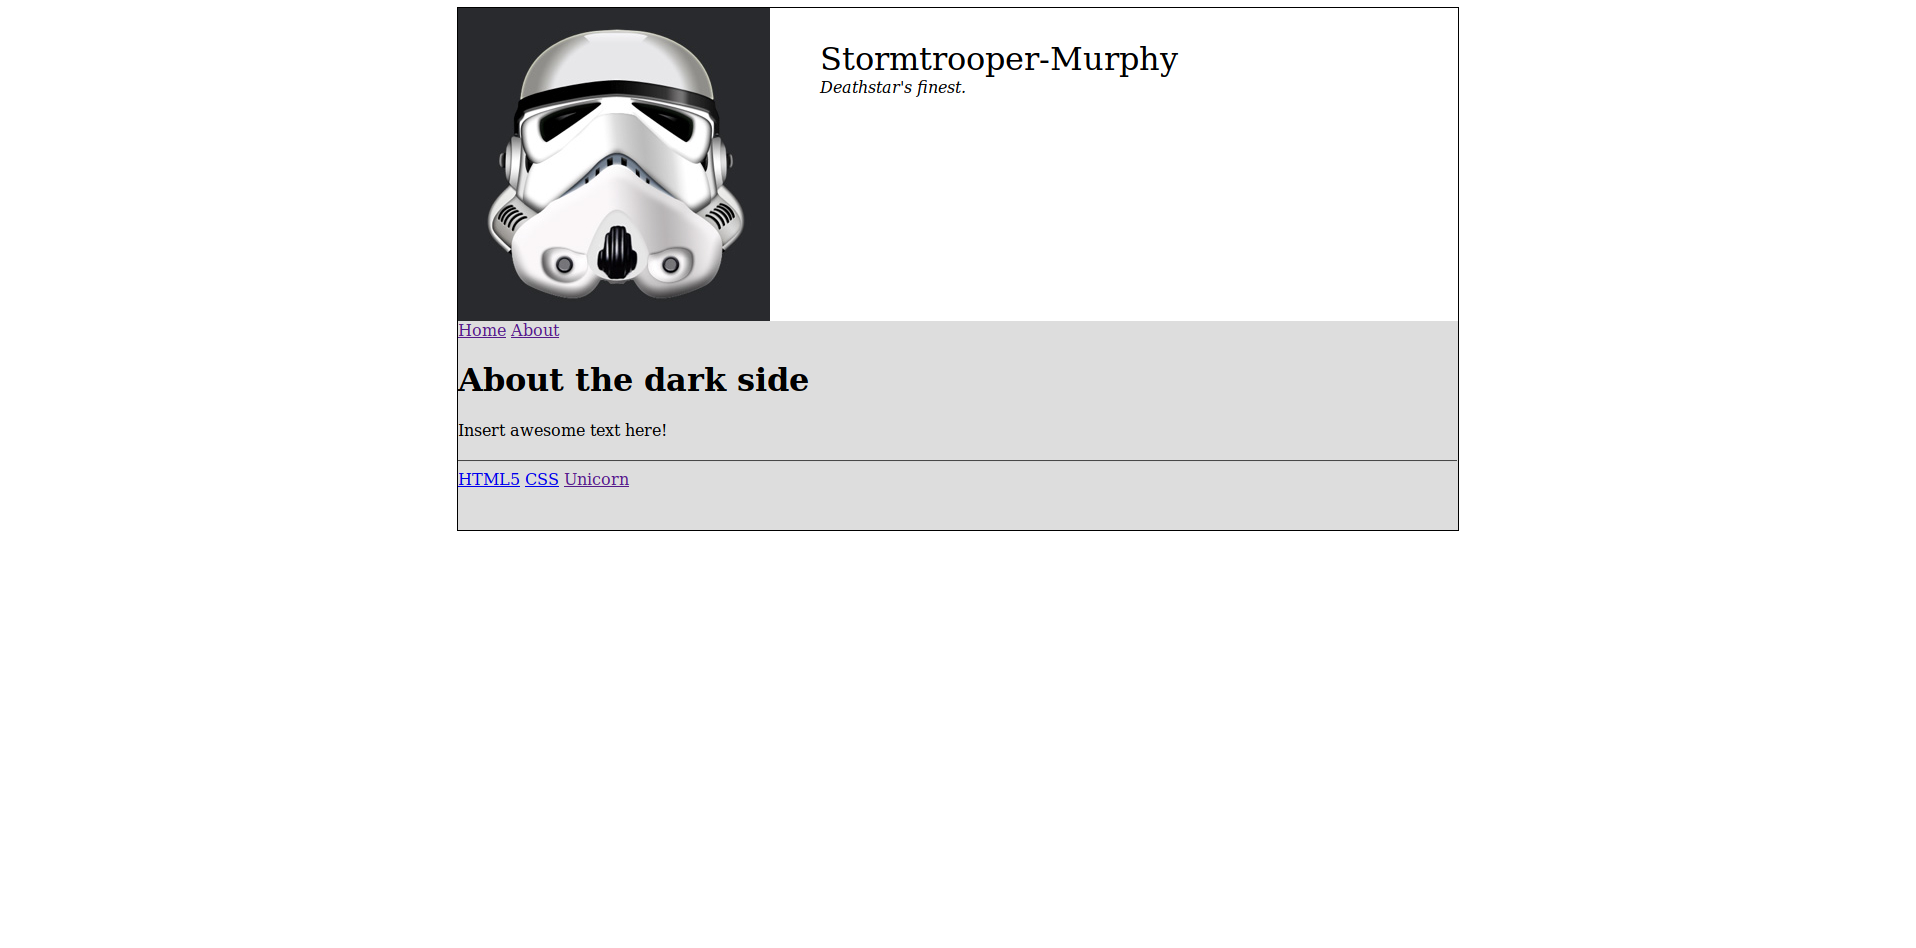 Stormtrooper-Murphy
Deathstar's finest.
Home About
About the dark side
Insert awesome text here!
HTML5 CSS Unicorn